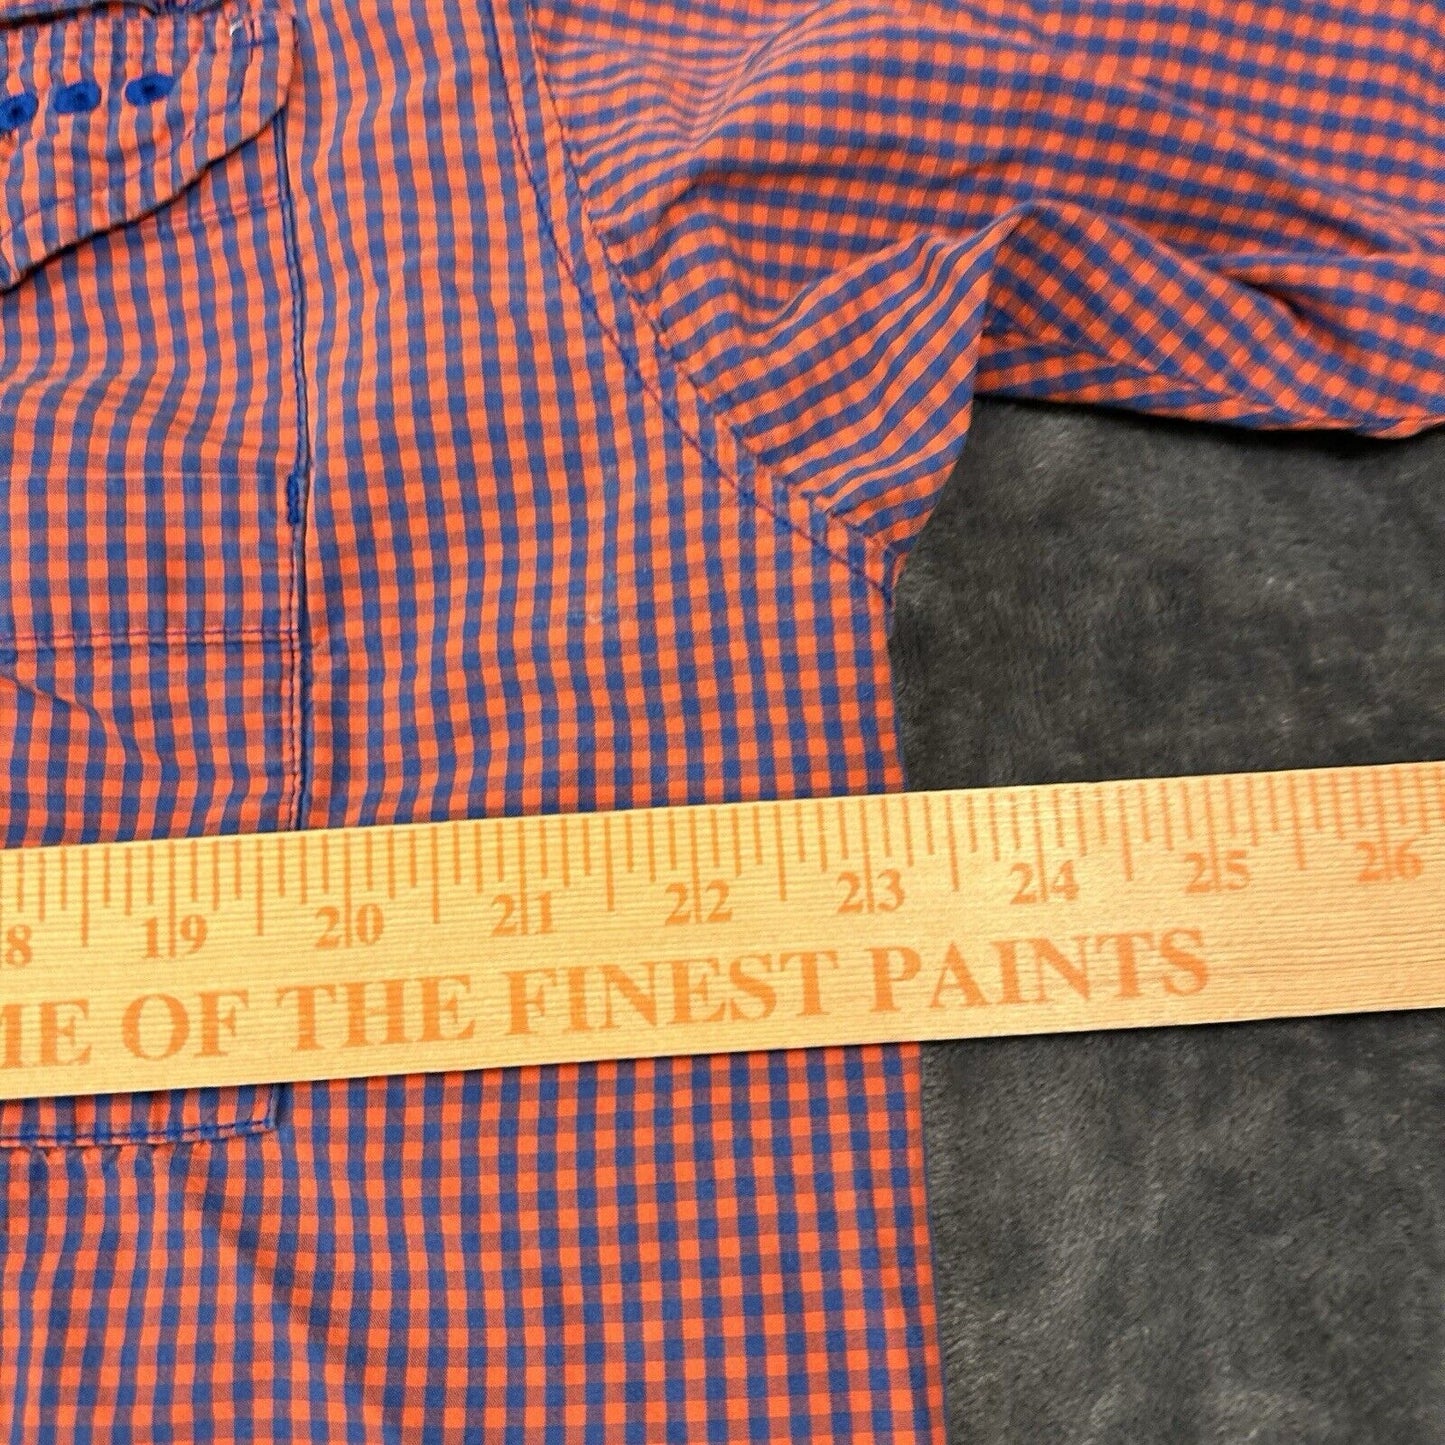 8 19 20 21 22 23 24 25 26
ME OF THE FINEST PAINTS